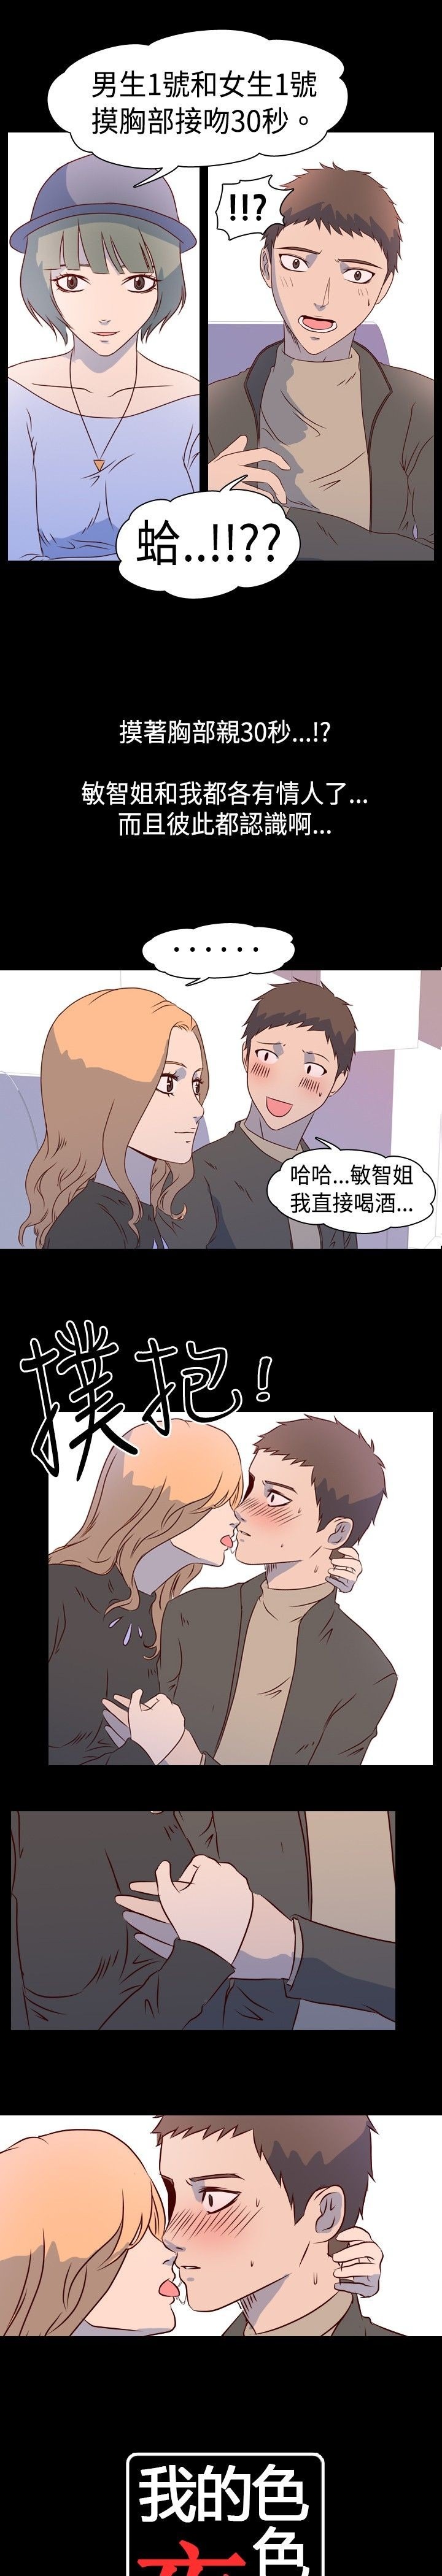 男生1號和女生1號
摸胸部接吻30秒。
!!?
蛤..!!??
摸著胸部親30秒...!?
敏智姐和我都各有情人了...
而且彼此都認識啊...
......
哈哈...敏智姐
我直接喝酒...
撲抱!
我的色
色